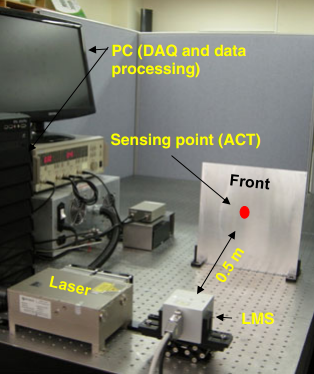 PC (DAQ and data
processing)
Sensing point (ACT)
Front
0.5 m
Laser
LMS